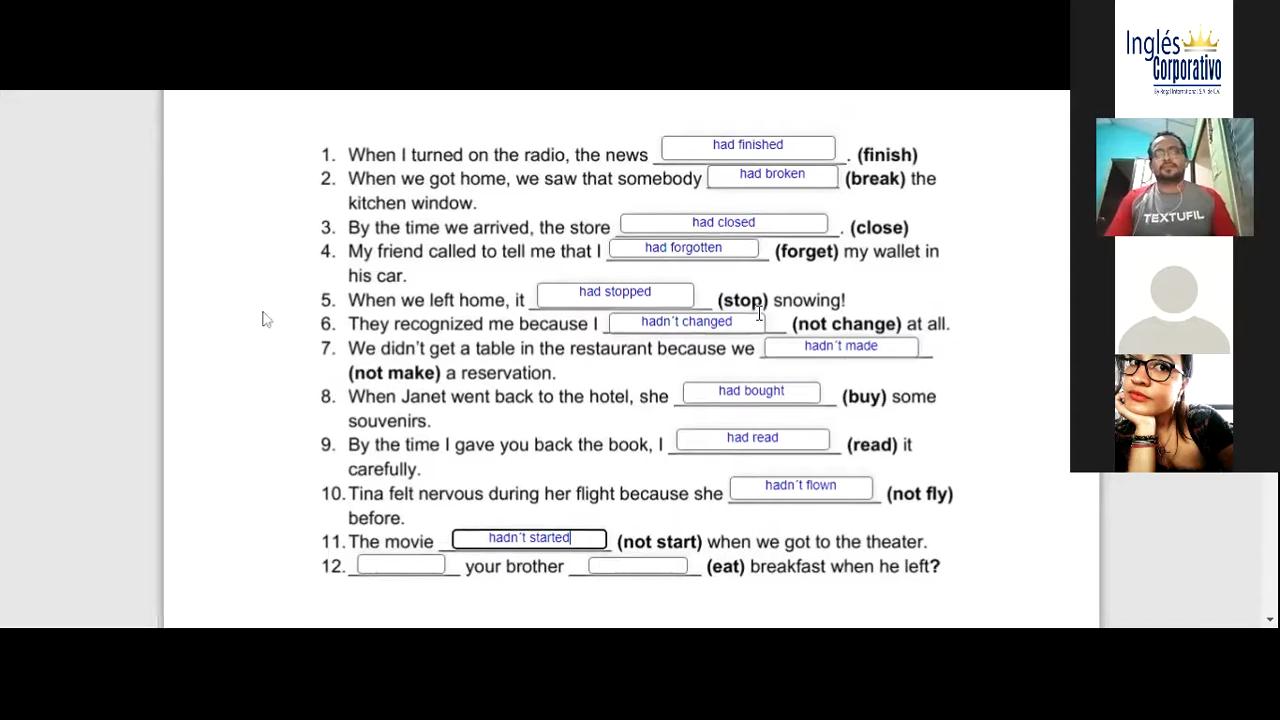 Inglés
Corporativo
1. When I turned on the radio, the news had finished. (finish)
2. When we got home, we saw that somebody had broken (break) the
kitchen window.
3. By the time we arrived, the store had closed. (close)
4. My friend called to tell me that I had forgotten (forget) my wallet in
his car.
5. When we left home, it had stopped (stop) snowing!
6. They recognized me because I hadn´t changed (not change) at all.
7. We didn't get a table in the restaurant because we hadn´t made
(not make) a reservation.
8. When Janet went back to the hotel, she had bought (buy) some
souvenirs.
9. By the time I gave you back the book, I had read (read) it
carefully.
10. Tina felt nervous during her flight because she hadn´t flown (not fly)
before.
11. The movie hadn´t started (not start) when we got to the theater.
12. your brother (eat) breakfast when he left?
TEXTUFIL